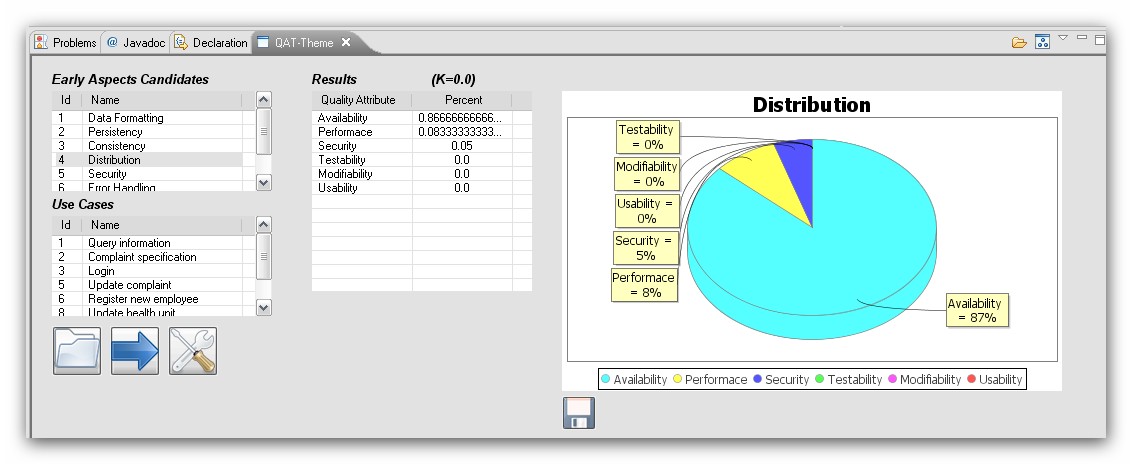 Problems @ Javadoc Declaration QAT-Theme
Early Aspects Candidates
Id Name
1 Data Formatting
2 Persistency
3 Consistency
4 Distribution
5 Security
6 Error Handling
Use Cases
Id Name
1 Query information
2 Complaint specification
3 Login
5 Update complaint
6 Register new employee
8 Update health unit
Results (K=0.0)
Quality Attribute Percent
Availability 0.86666666666...
Performace 0.08333333333...
Security 0.05
Testability 0.0
Modifiability 0.0
Usability 0.0
Distribution
Testability
= 0%
Modifiability
= 0%
Usability =
0%
Security =
5%
Performace
= 8%
Availability
= 87%
Availability Performace Security Testability Modifiability Usability